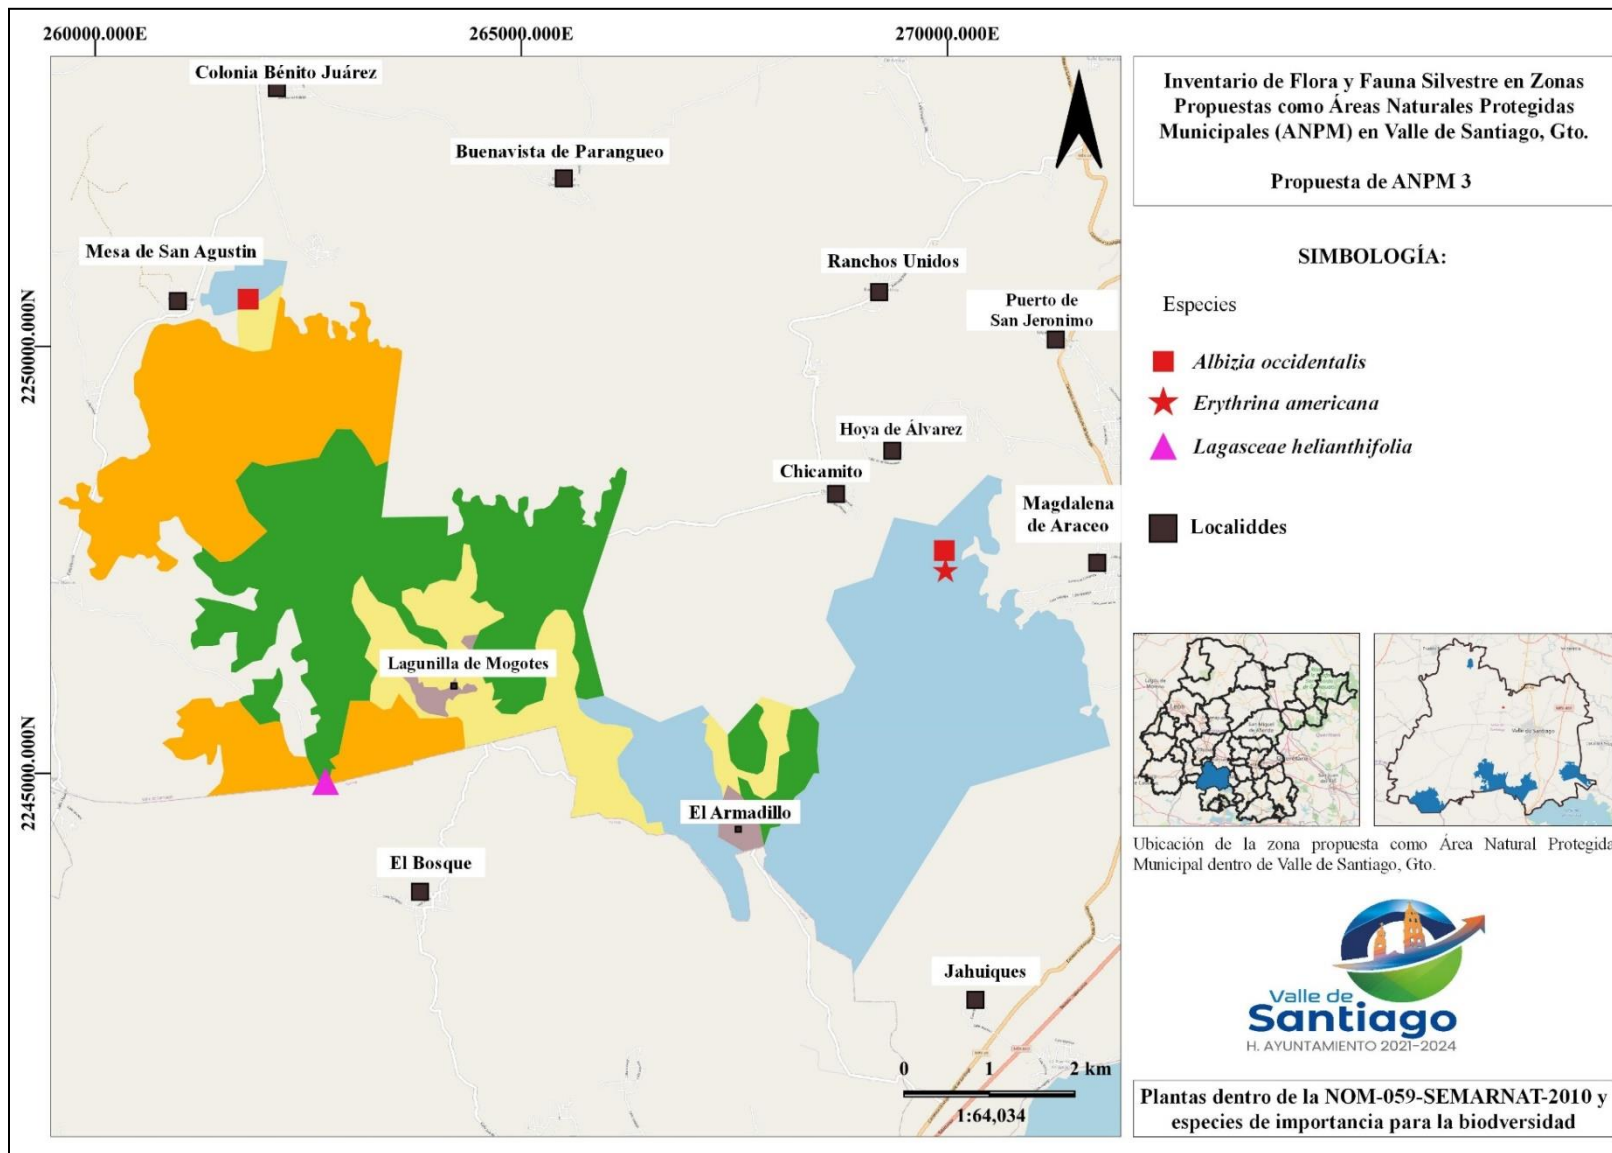 260000.000E
265000.000E
270000.000E
Colonia Bénito Juárez
Buenavista de Parangueo
Mesa de San Agustin
Ranchos Unidos
Puerto de
San Jeronimo
2250000.000N
Hoya de Álvarez
Chicamito
Magdalena
de Araceo
Lagunilla de Mogotes
2245000.000N
El Armadillo
El Bosque
Jahuiques
0 1 2 km
1:64,034
Inventario de Flora y Fauna Silvestre en Zonas
Propuestas como Áreas Naturales Protegidas
Municipales (ANPM) en Valle de Santiago, Gto.
Propuesta de ANPM 3
SIMBOLOGÍA:
Especies
Albizia occidentalis
Erythrina americana
Lagasceae helianthifolia
Localiddes
León
Valle de Santiago
Ubicación de la zona propuesta como Área Natural Protegida
Municipal dentro de Valle de Santiago, Gto.
Valle de
Santiago
H. AYUNTAMIENTO 2021-2024
Plantas dentro de la NOM-059-SEMARNAT-2010 y
especies de importancia para la biodversidad